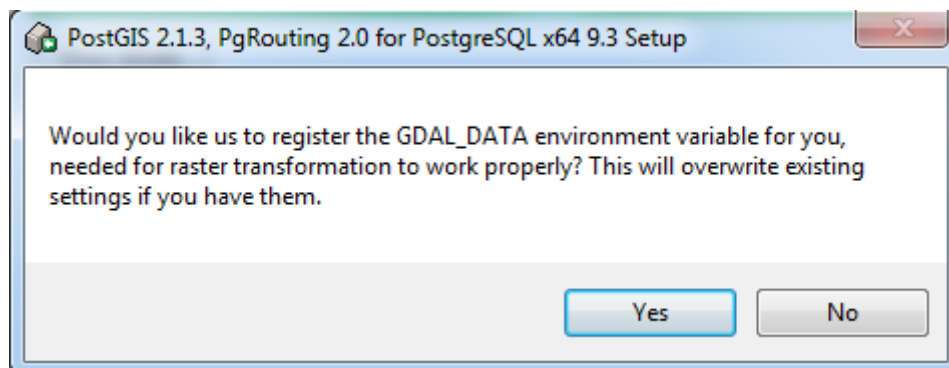 PostGIS 2.1.3, PgRouting 2.0 for PostgreSQL x64 9.3 Setup
Would you like us to register the GDAL_DATA environment variable for you,
needed for raster transformation to work properly? This will overwrite existing
settings if you have them.
Yes No